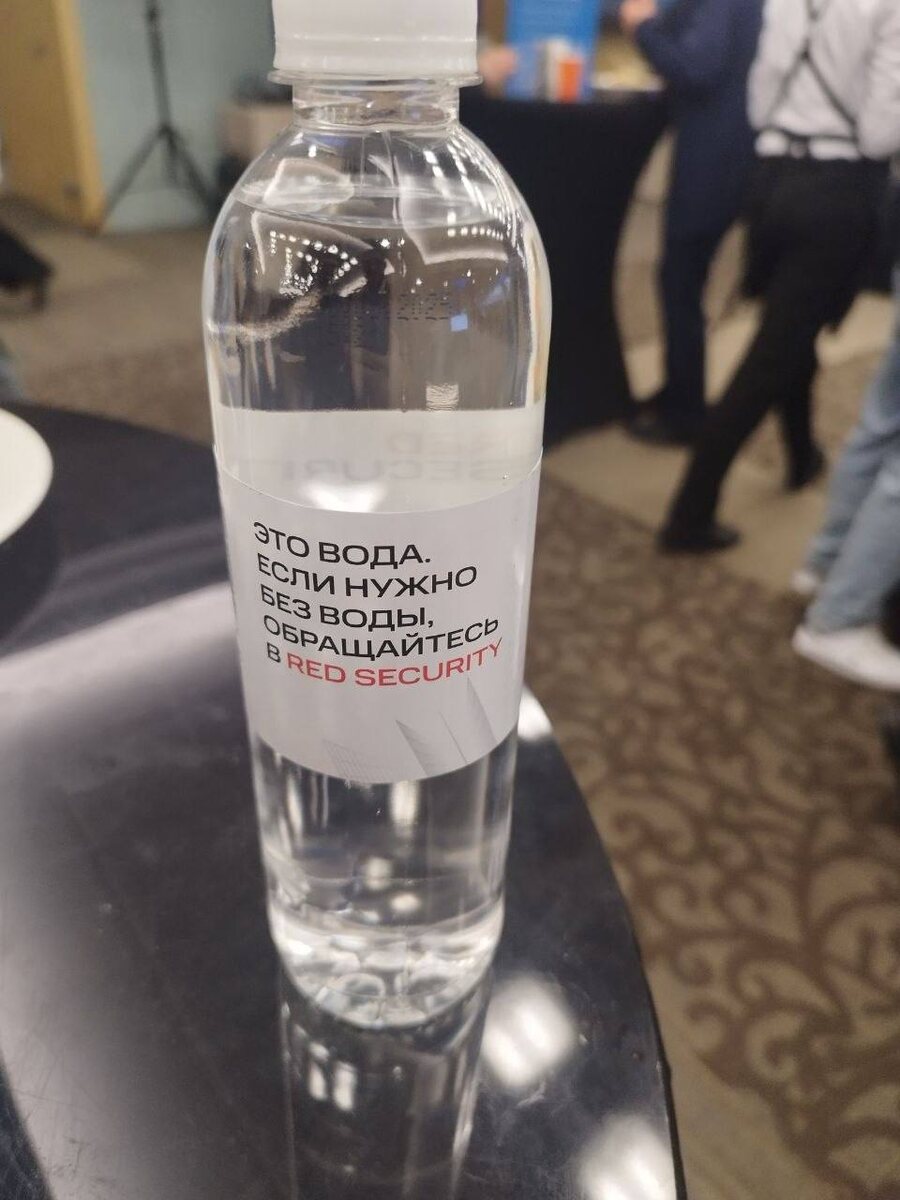 ЭТО ВОДА.
ЕСЛИ НУЖНО
БЕЗ ВОДЫ,
ОБРАЩАЙТЕСЬ
В RED SECURITY